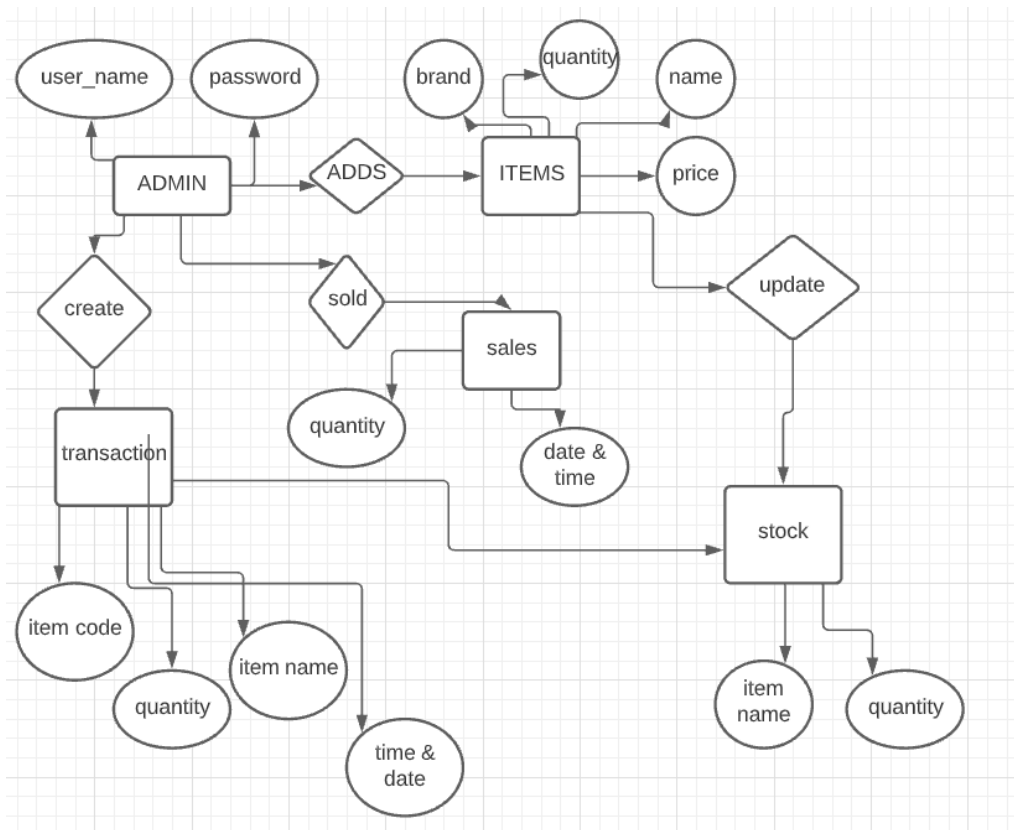 user_name
password
brand
quantity
name
ADMIN
ADDS
ITEMS
price
create
sold
update
sales
quantity
date &
time
transaction
stock
item code
quantity
item name
time &
date
item
name
quantity